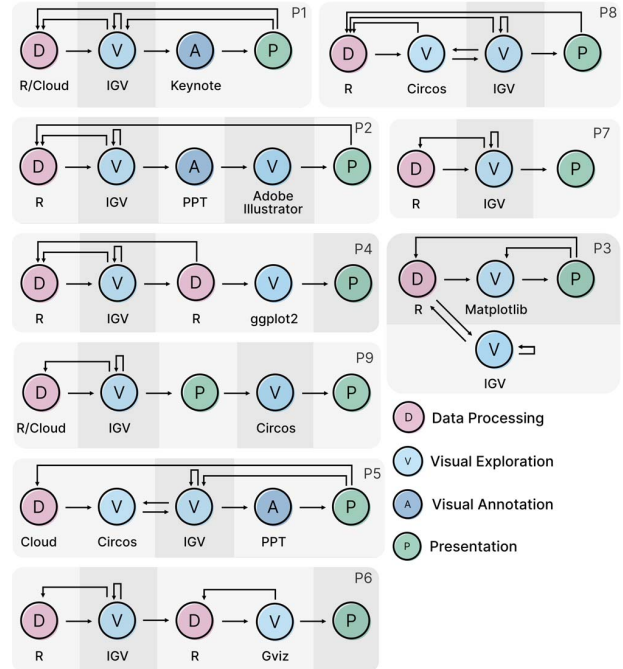 P1
D V A P
R/Cloud IGV Keynote
P8
D V V P
R Circos IGV
P2
D V A V P
R IGV PPT Adobe
Illustrator
P7
D V P
R IGV
P4
D V D V P
R IGV R ggplot2
P3
D V P
R Matplotlib
V
IGV
P9
D V P V P
R/Cloud IGV Circos
P5
D V V A P
Cloud Circos IGV PPT
P6
D V D V P
R IGV R Gviz
D Data Processing
V Visual Exploration
A Visual Annotation
P Presentation